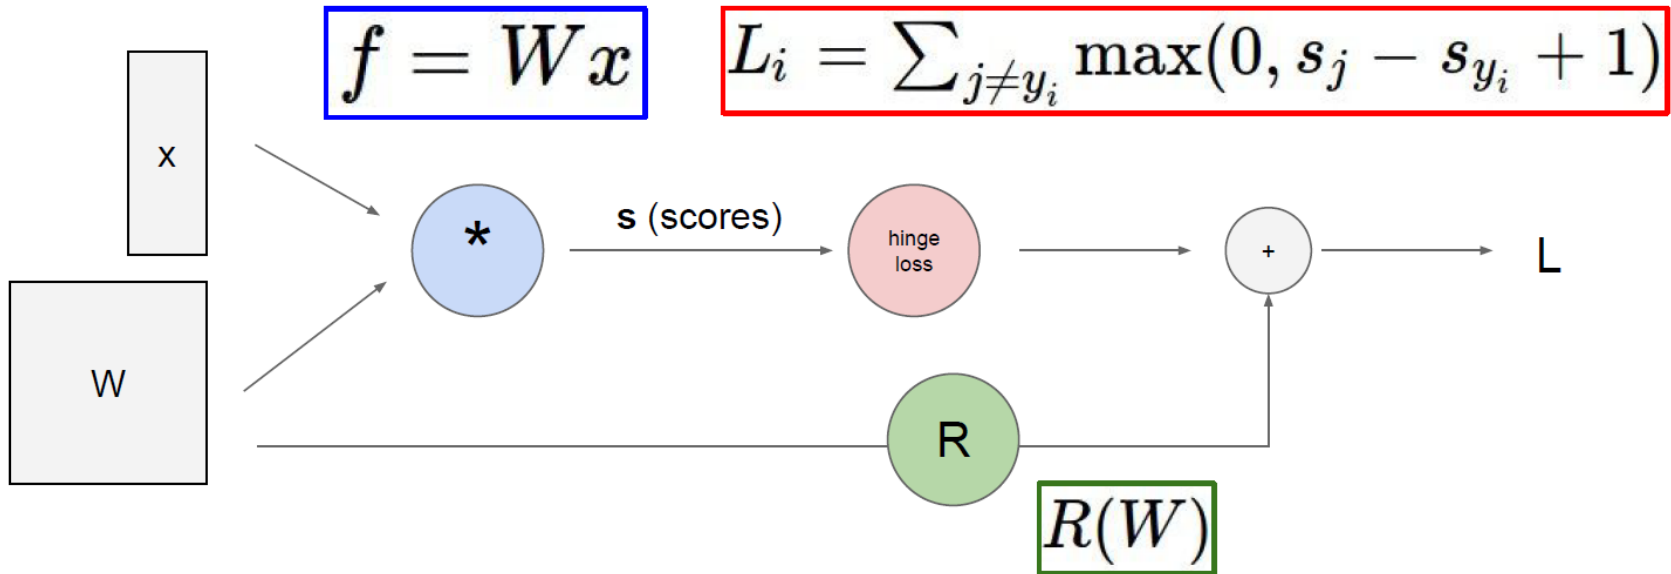 f = Wx
L_i = ∑_{j≠y_i} max(0, s_j − s_{y_i} + 1)
x
*
s (scores)
hinge
loss
+
L
W
R
R(W)